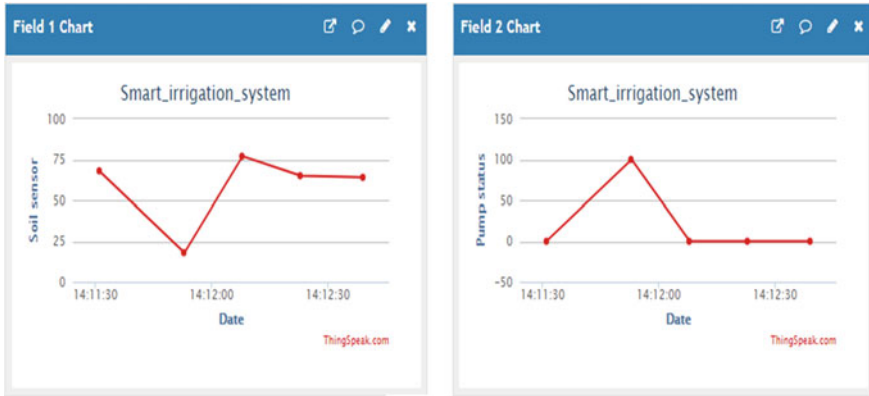 Field 1 Chart
Smart_irrigation_system
100
75
50
25
0
Soil sensor
14:11:30
14:12:00
14:12:30
Date
ThingSpeak.com
Field 2 Chart
Smart_irrigation_system
150
100
50
0
-50
Pump status
14:11:30
14:12:00
14:12:30
Date
ThingSpeak.com